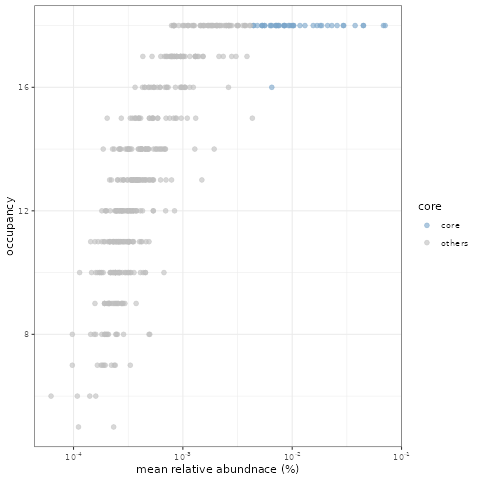 occupancy
16
12
8
10⁻⁴
10⁻³
10⁻²
10⁻¹
mean relative abundnace (%)
core
core
others